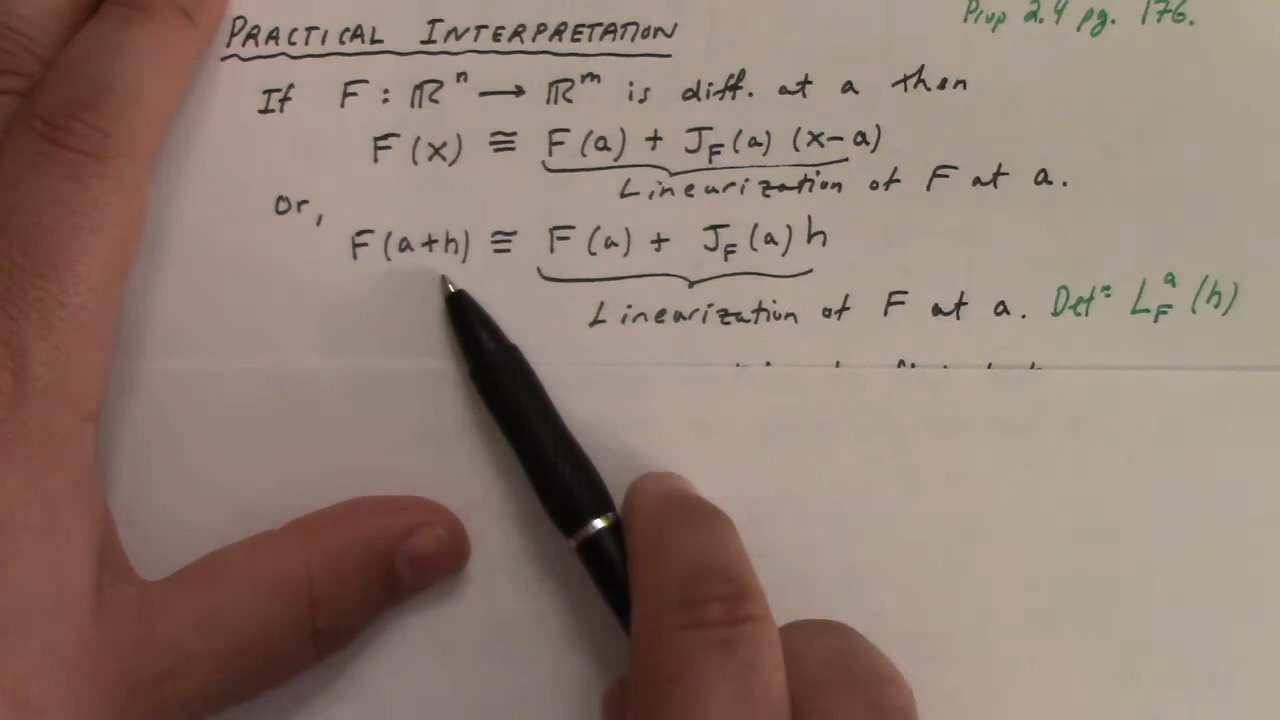 Prop 2.4 pg. 176.
PRACTICAL INTERPRETATION
If F : ℝⁿ → ℝᵐ is diff. at a then
F(x) ≅ F(a) + J_F(a) (x-a)
Linearization of F at a.
or,
F(a+h) ≅ F(a) + J_F(a) h
Linearization of F at a. L_F^a (h)